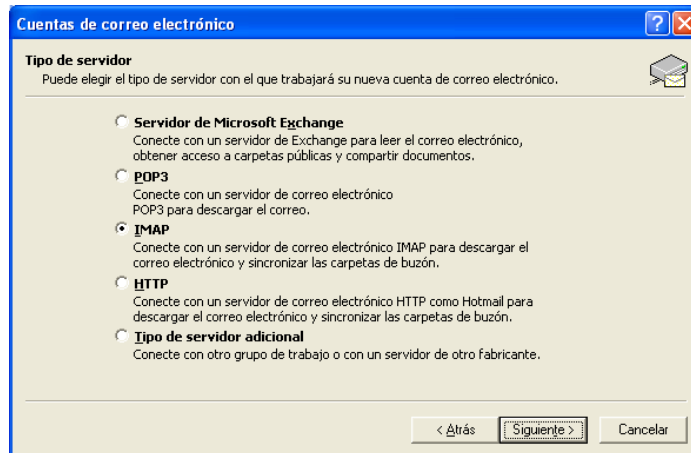 Cuentas de correo electrónico
Tipo de servidor
Puede elegir el tipo de servidor con el que trabajará su nueva cuenta de correo electrónico.
Servidor de Microsoft Exchange
Conecte con un servidor de Exchange para leer el correo electrónico,
obtener acceso a carpetas públicas y compartir documentos.
POP3
Conecte con un servidor de correo electrónico
POP3 para descargar el correo.
IMAP
Conecte con un servidor de correo electrónico IMAP para descargar el
correo electrónico y sincronizar las carpetas de buzón.
HTTP
Conecte con un servidor de correo electrónico HTTP como Hotmail para
descargar el correo electrónico y sincronizar las carpetas de buzón.
Tipo de servidor adicional
Conecte con otro grupo de trabajo o con un servidor de otro fabricante.
< Atrás Siguiente > Cancelar